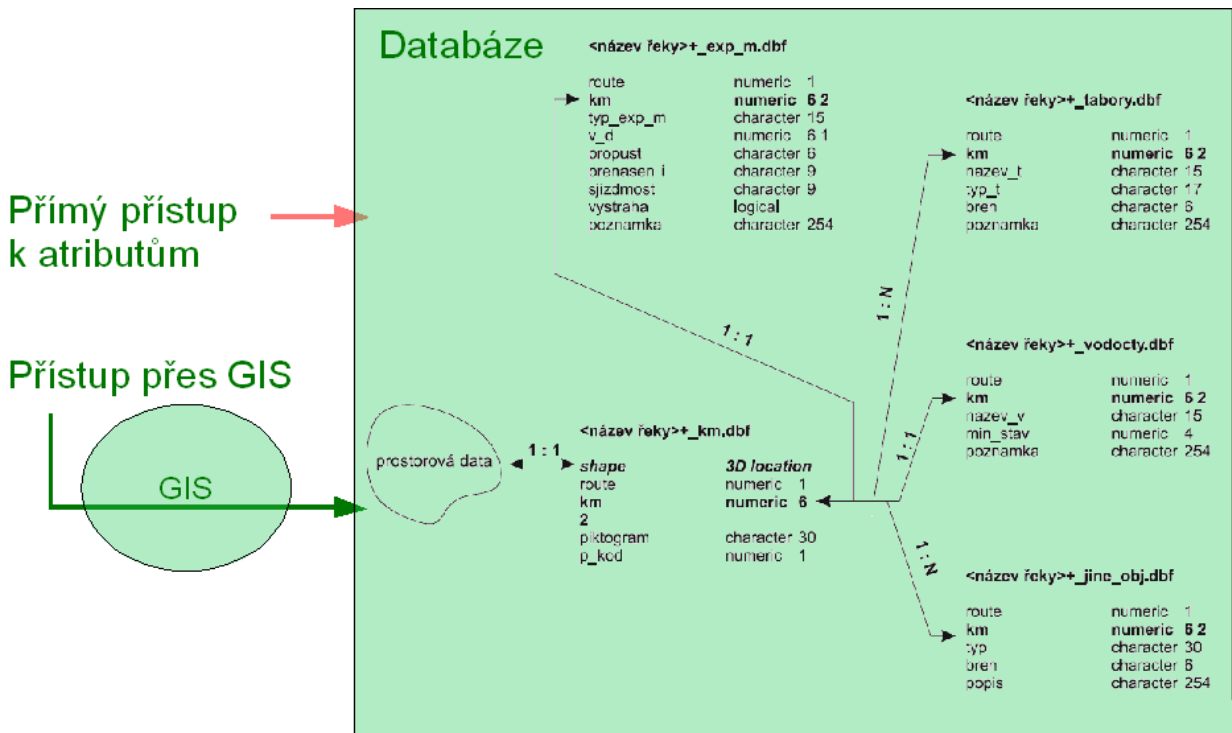 Databáze
Přímý přístup
k atributům
Přístup přes GIS
GIS
prostorová data
1 : 1
<název řeky>+_exp_m.dbf
route numeric 1
km numeric 6 2
typ_exp_m character 15
v_d numeric 6 1
propust character 6
prenasen_i character 9
sjizdmost character 9
vystraha logical
poznamka character 254
1 : 1
<název řeky>+_km.dbf
shape 3D location
route numeric 1
km numeric 6
2
piktogram character 30
p_kod numeric 1
1 : N
<název řeky>+_tabory.dbf
route numeric 1
km numeric 6 2
nazev_t character 15
typ_t character 17
breh character 6
poznamka character 254
1 : 1
<název řeky>+_vodocty.dbf
route numeric 1
km numeric 6 2
nazev_v character 15
min_stav numeric 4
poznamka character 254
1:N
<název řeky>+_jine_obj.dbf
route numeric 1
km numeric 6 2
typ character 30
breh character 6
popis character 254